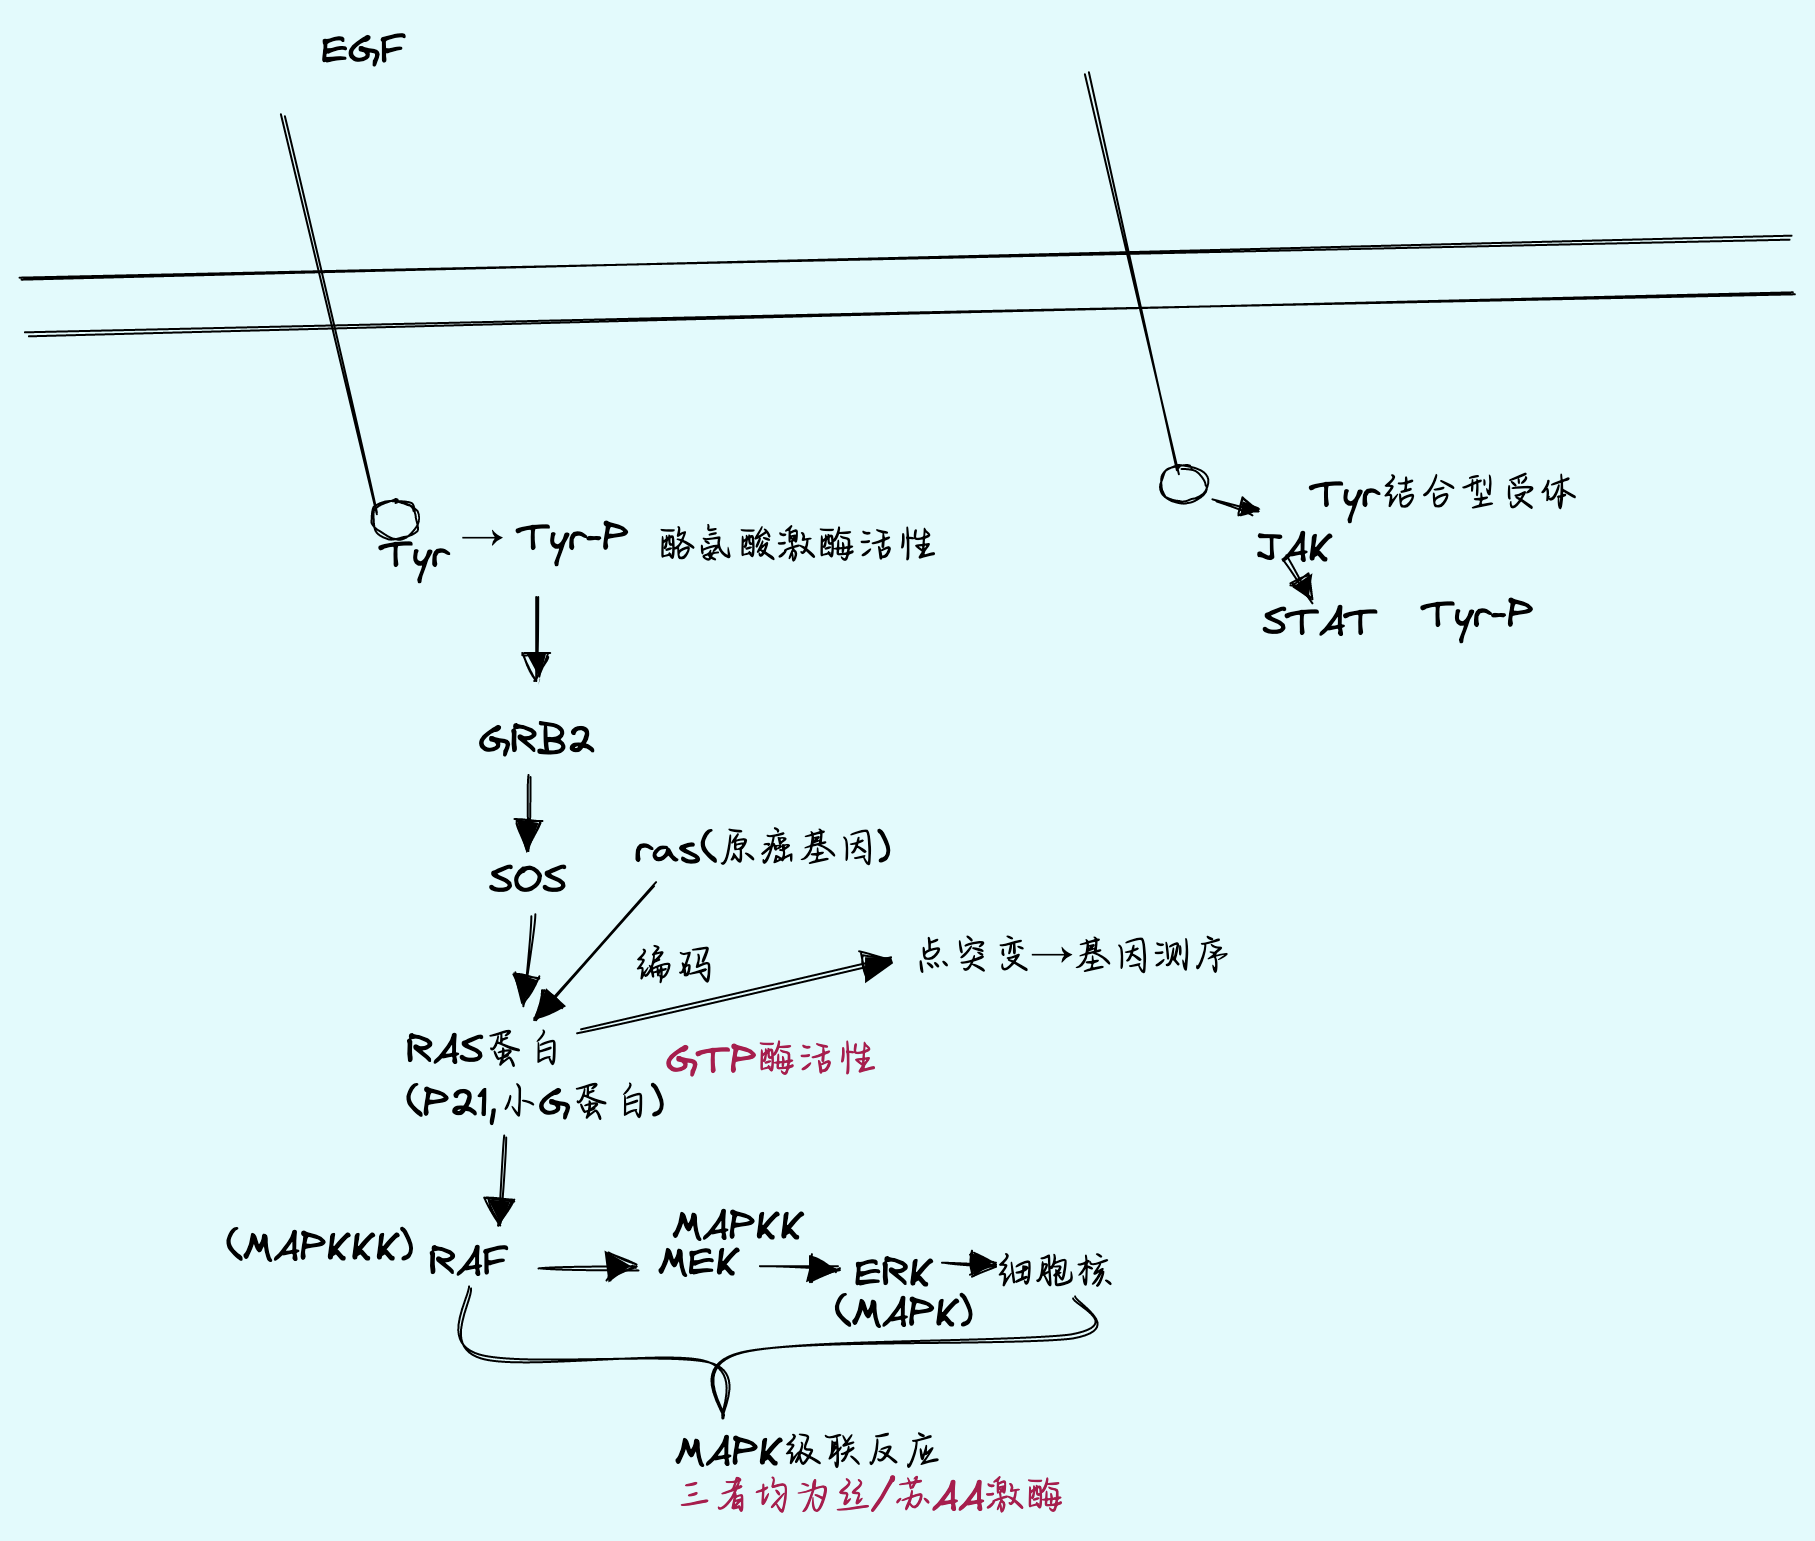 EGF
Tyr → Tyr-P 酪氨酸激酶活性
Tyr结合型受体
JAK
STAT Tyr-P
GRB2
SOS
ras(原癌基因)
编码
点突变→基因测序
RAS蛋白
(P21,小G蛋白)
GTP酶活性
(MAPKKK)
RAF
MAPKK
MEK
ERK
(MAPK)
细胞核
MAPK级联反应
三者均为丝/苏AA激酶